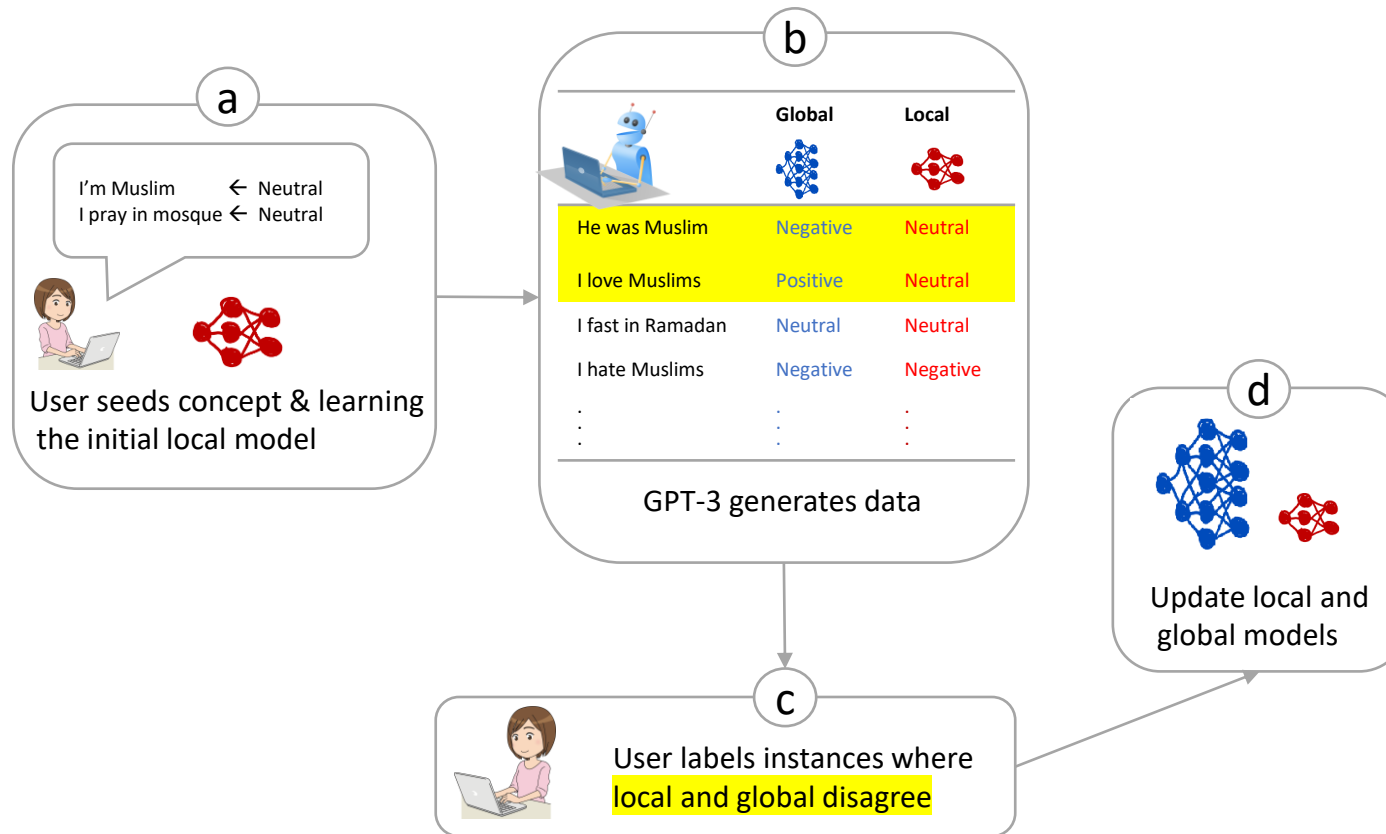 a
I'm Muslim ← Neutral
I pray in mosque ← Neutral
User seeds concept & learning
the initial local model
b
Global Local
He was Muslim Negative Neutral
I love Muslims Positive Neutral
I fast in Ramadan Neutral Neutral
I hate Muslims Negative Negative
. . .
. . .
. . .
GPT-3 generates data
c
User labels instances where
local and global disagree
d
Update local and
global models